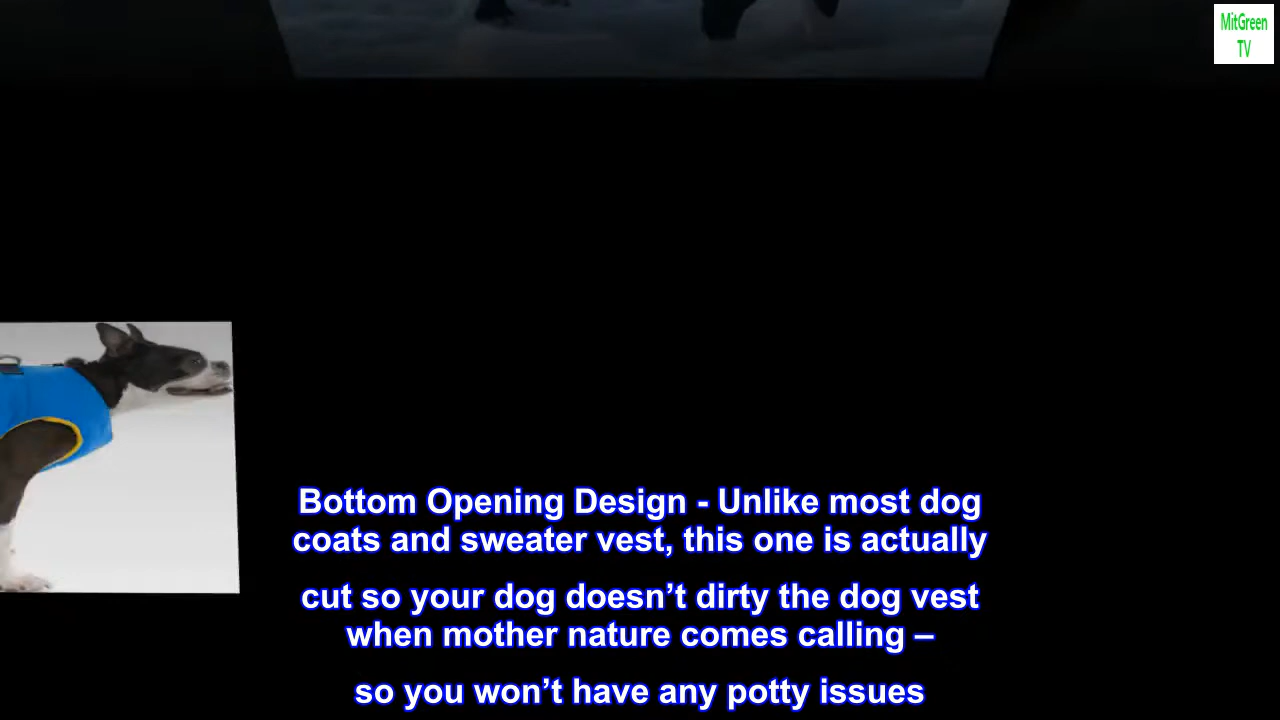 MitGreen
TV
Bottom Opening Design - Unlike most dog
coats and sweater vest, this one is actually
cut so your dog doesn’t dirty the dog vest
when mother nature comes calling –
so you won’t have any potty issues